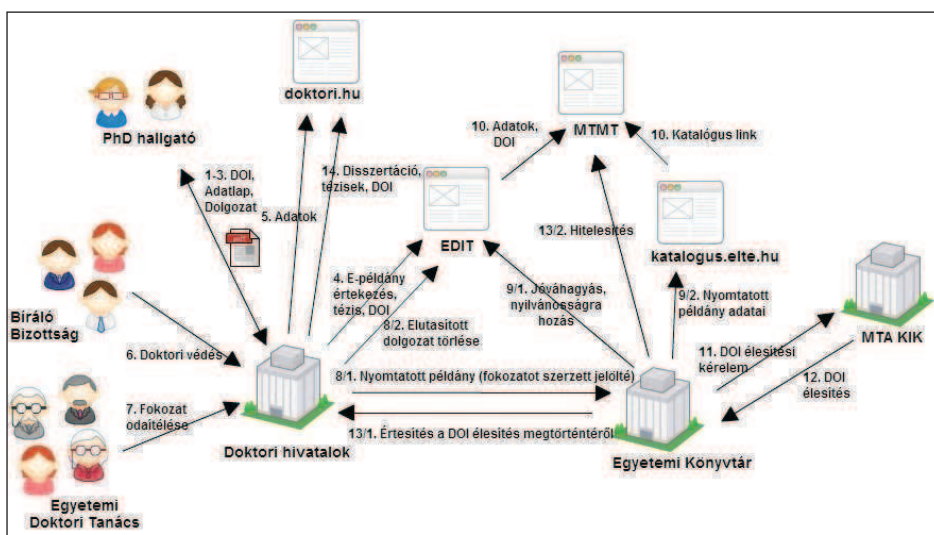 doktori.hu
MTMT
PhD hallgató
10. Adatok,
DOI
10. Katalógus link
1-3. DOI,
Adatlap,
Dolgozat
14. Disszertáció,
tézisek, DOI
5. Adatok
EDIT
13/2. Hitelesítés
katalogus.elte.hu
4. E-példány
értekezés,
tézis, DOI
9/1. Jóváhagyás,
nyilvánosságra
hozás
9/2. Nyomtatott
példány adatai
Bíráló
Bizottság
8/2. Elutasított
dolgozat törlése
MTA KIK
6. Doktori védés
11. DOI élesítési
kérelem
8/1. Nyomtatott példány (fokozatot szerzett jelölté)
12. DOI
élesítés
7. Fokozat
odaítélése
13/1. Értesítés a DOI élesítés megtörténtéről
Doktori hivatalok
Egyetemi Könyvtár
Egyetemi
Doktori Tanács